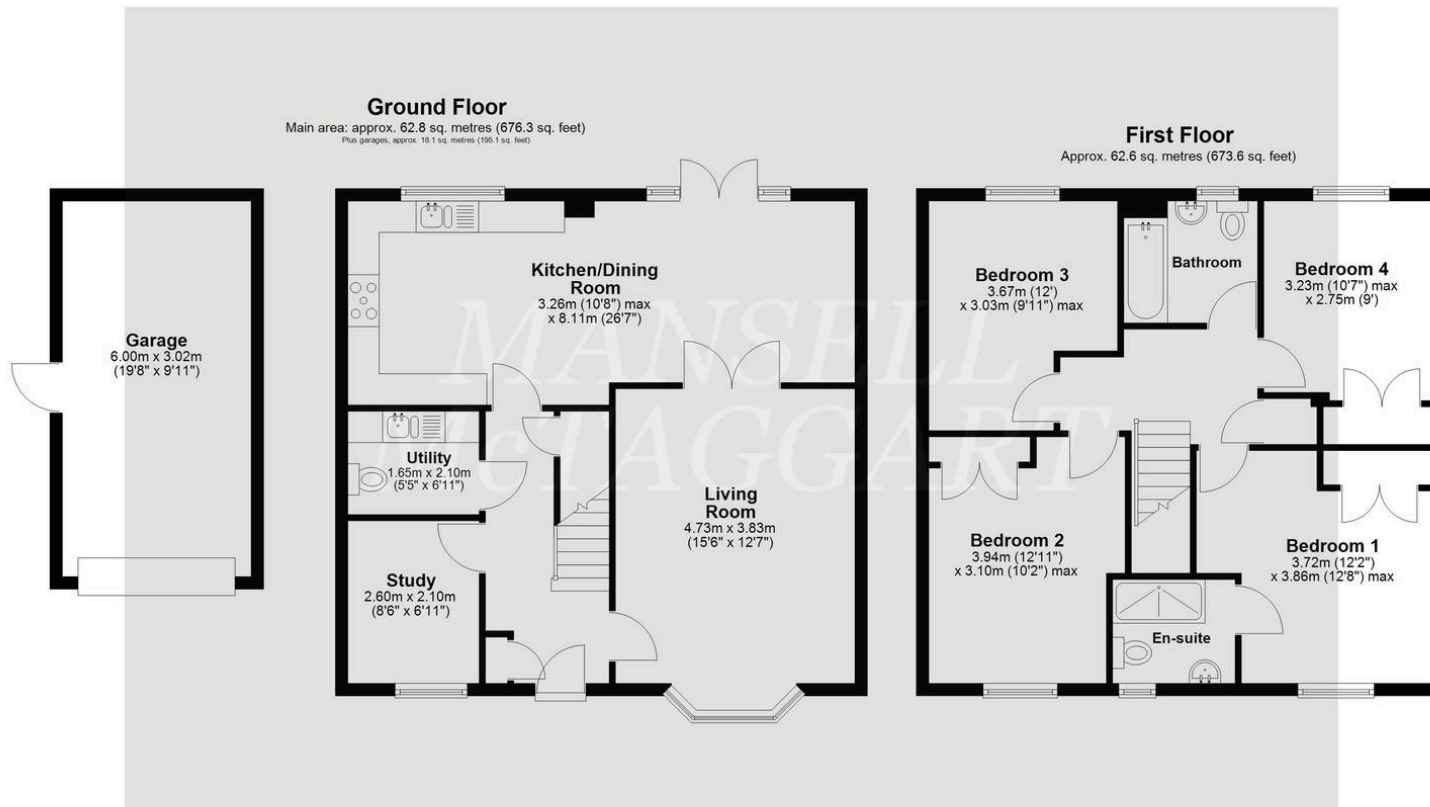 Ground Floor
Main area: approx. 62.8 sq. metres (676.3 sq. feet)
Plus garages, approx. 18.1 sq. metres (195.1 sq. feet)
First Floor
Approx. 62.6 sq. metres (673.6 sq. feet)
Garage
6.00m x 3.02m
(19'8" x 9'11")
Kitchen/Dining
Room
3.26m (10'8") max
x 8.11m (26'7")
Utility
1.65m x 2.10m
(5'5" x 6'11")
Study
2.60m x 2.10m
(8'6" x 6'11")
Living
Room
4.73m x 3.83m
(15'6" x 12'7")
Bedroom 3
3.67m (12')
x 3.03m (9'11") max
Bathroom
Bedroom 4
3.23m (10'7") max
x 2.75m (9')
Bedroom 2
3.94m (12'11")
x 3.10m (10'2") max
En-suite
Bedroom 1
3.72m (12'2")
x 3.86m (12'8") max
MANSELL
McTAGGART